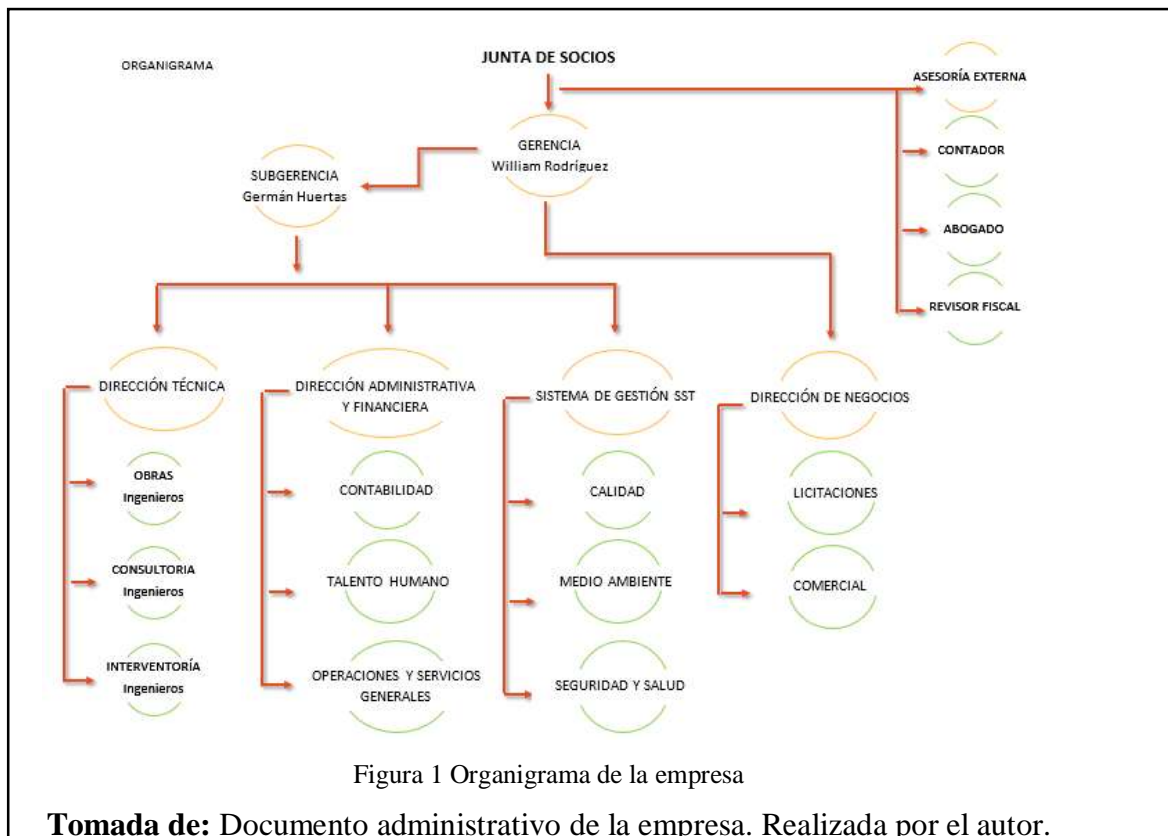 ORGANIGRAMA
JUNTA DE SOCIOS
ASESORÍA EXTERNA
GERENCIA
William Rodríguez
CONTADOR
SUBGERENCIA
Germán Huertas
ABOGADO
REVISOR FISCAL
DIRECCIÓN TÉCNICA
OBRAS
Ingenieros
CONSULTORIA
Ingenieros
INTERVENTORÍA
Ingenieros
DIRECCIÓN ADMINISTRATIVA
Y FINANCIERA
CONTABILIDAD
TALENTO HUMANO
OPERACIONES Y SERVICIOS
GENERALES
SISTEMA DE GESTIÓN SST
CALIDAD
MEDIO AMBIENTE
SEGURIDAD Y SALUD
DIRECCIÓN DE NEGOCIOS
LICITACIONES
COMERCIAL
Figura 1 Organigrama de la empresa
Tomada de: Documento administrativo de la empresa. Realizada por el autor.